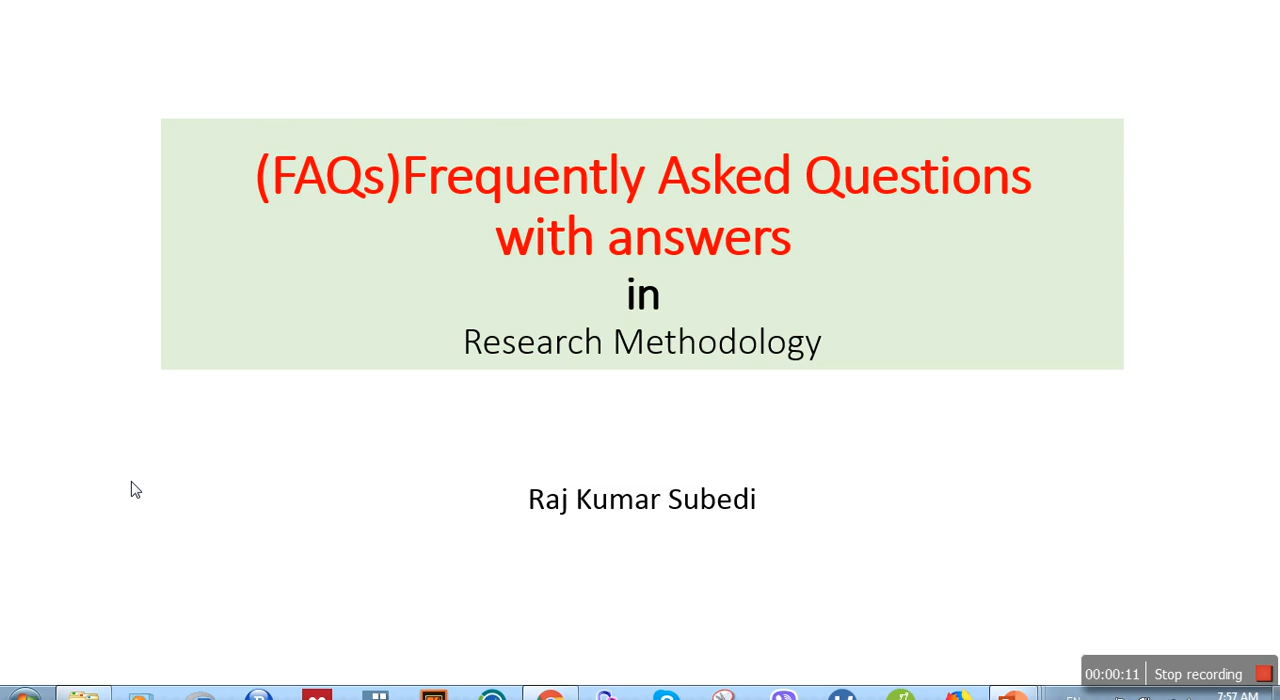 (FAQs)Frequently Asked Questions
with answers
in
Research Methodology
Raj Kumar Subedi
00:00:11 Stop recording
EN 7:57 AM